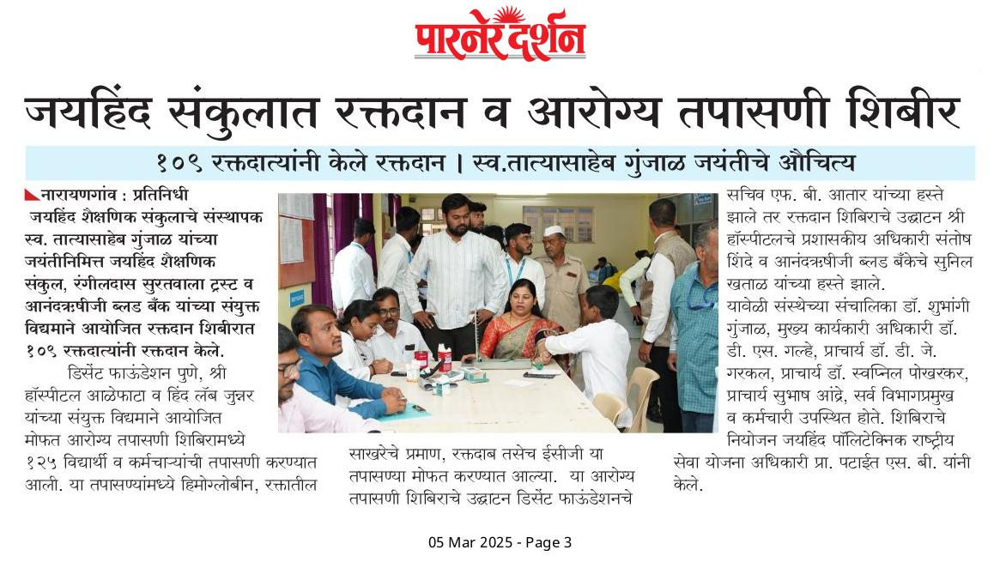 पारनेर दर्शन
जयहिंद संकुलात रक्तदान व आरोग्य तपासणी शिबीर
१०९ रक्तदात्यांनी केले रक्तदान | स्व.तात्यासाहेब गुंजाळ जयंतीचे औचित्य
नारायणगांव : प्रतिनिधी
जयहिंद शैक्षणिक संकुलाचे संस्थापक
स्व. तात्यासाहेब गुंजाळ यांच्या
जयंतीनिमित्त जयहिंद शैक्षणिक
संकुल, रंगीलदास सुरतवाला ट्रस्ट व
आनंदऋषीजी ब्लड बँक यांच्या संयुक्त
विद्यमाने आयोजित रक्तदान शिबीरात
१०९ रक्तदात्यांनी रक्तदान केले.
डिसेंट फाऊंडेशन पुणे, श्री
हॉस्पीटल आळेफाटा व हिंद लॅब जुन्नर
यांच्या संयुक्त विद्यमाने आयोजित
मोफत आरोग्य तपासणी शिबिरामध्ये
१२५ विद्यार्थी व कर्मचाऱ्यांची तपासणी करण्यात
आली. या तपासण्यांमध्ये हिमोग्लोबीन, रक्तातील
साखरेचे प्रमाण, रक्तदाब तसेच ईसीजी या
तपासण्या मोफत करण्यात आल्या. या आरोग्य
तपासणी शिबिराचे उद्घाटन डिसेंट फाऊंडेशनचे
सचिव एफ. बी. आतार यांच्या हस्ते
झाले तर रक्तदान शिबिराचे उद्घाटन श्री
हॉस्पीटलचे प्रशासकीय अधिकारी संतोष
शिंदे व आनंदऋषीजी ब्लड बँकेचे सुनिल
खताळ यांच्या हस्ते झाले.
यावेळी संस्थेच्या संचालिका डॉ. शुभांगी
गुंजाळ, मुख्य कार्यकारी अधिकारी डॉ.
डी. एस. गल्हे, प्राचार्य डॉ. डी. जे.
गरकल, प्राचार्य डॉ. स्वप्निल पोखरकर,
प्राचार्य सुभाष आंद्रे, सर्व विभागप्रमुख
व कर्मचारी उपस्थित होते. शिबिराचे
नियोजन जयहिंद पॉलिटेक्निक राष्ट्रीय
सेवा योजना अधिकारी प्रा. पटाईत एस. बी. यांनी
केले.
05 Mar 2025 - Page 3